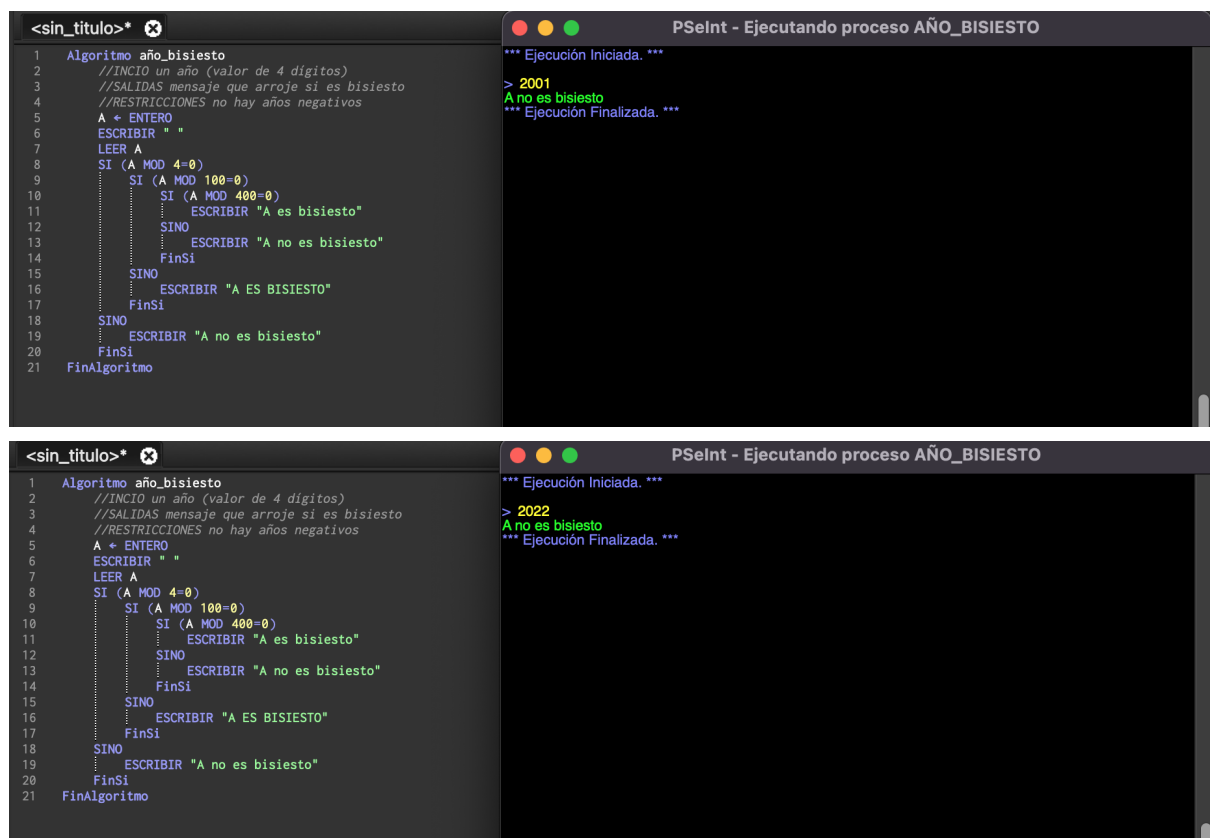 <sin_titulo>*
1 Algoritmo año_bisiesto
2 //INCIO un año (valor de 4 dígitos)
3 //SALIDAS mensaje que arroje si es bisiesto
4 //RESTRICCIONES no hay años negativos
5 A ← ENTERO
6 ESCRIBIR " "
7 LEER A
8 SI (A MOD 4=0)
9 SI (A MOD 100=0)
10 SI (A MOD 400=0)
11 ESCRIBIR "A es bisiesto"
12 SINO
13 ESCRIBIR "A no es bisiesto"
14 FinSi
15 SINO
16 ESCRIBIR "A ES BISIESTO"
17 FinSi
18 SINO
19 ESCRIBIR "A no es bisiesto"
20 FinSi
21 FinAlgoritmo
PSeInt - Ejecutando proceso AÑO_BISIESTO
*** Ejecución Iniciada. ***
> 2001
A no es bisiesto
*** Ejecución Finalizada. ***
<sin_titulo>*
1 Algoritmo año_bisiesto
2 //INCIO un año (valor de 4 dígitos)
3 //SALIDAS mensaje que arroje si es bisiesto
4 //RESTRICCIONES no hay años negativos
5 A ← ENTERO
6 ESCRIBIR " "
7 LEER A
8 SI (A MOD 4=0)
9 SI (A MOD 100=0)
10 SI (A MOD 400=0)
11 ESCRIBIR "A es bisiesto"
12 SINO
13 ESCRIBIR "A no es bisiesto"
14 FinSi
15 SINO
16 ESCRIBIR "A ES BISIESTO"
17 FinSi
18 SINO
19 ESCRIBIR "A no es bisiesto"
20 FinSi
21 FinAlgoritmo
PSeInt - Ejecutando proceso AÑO_BISIESTO
*** Ejecución Iniciada. ***
> 2022
A no es bisiesto
*** Ejecución Finalizada. ***